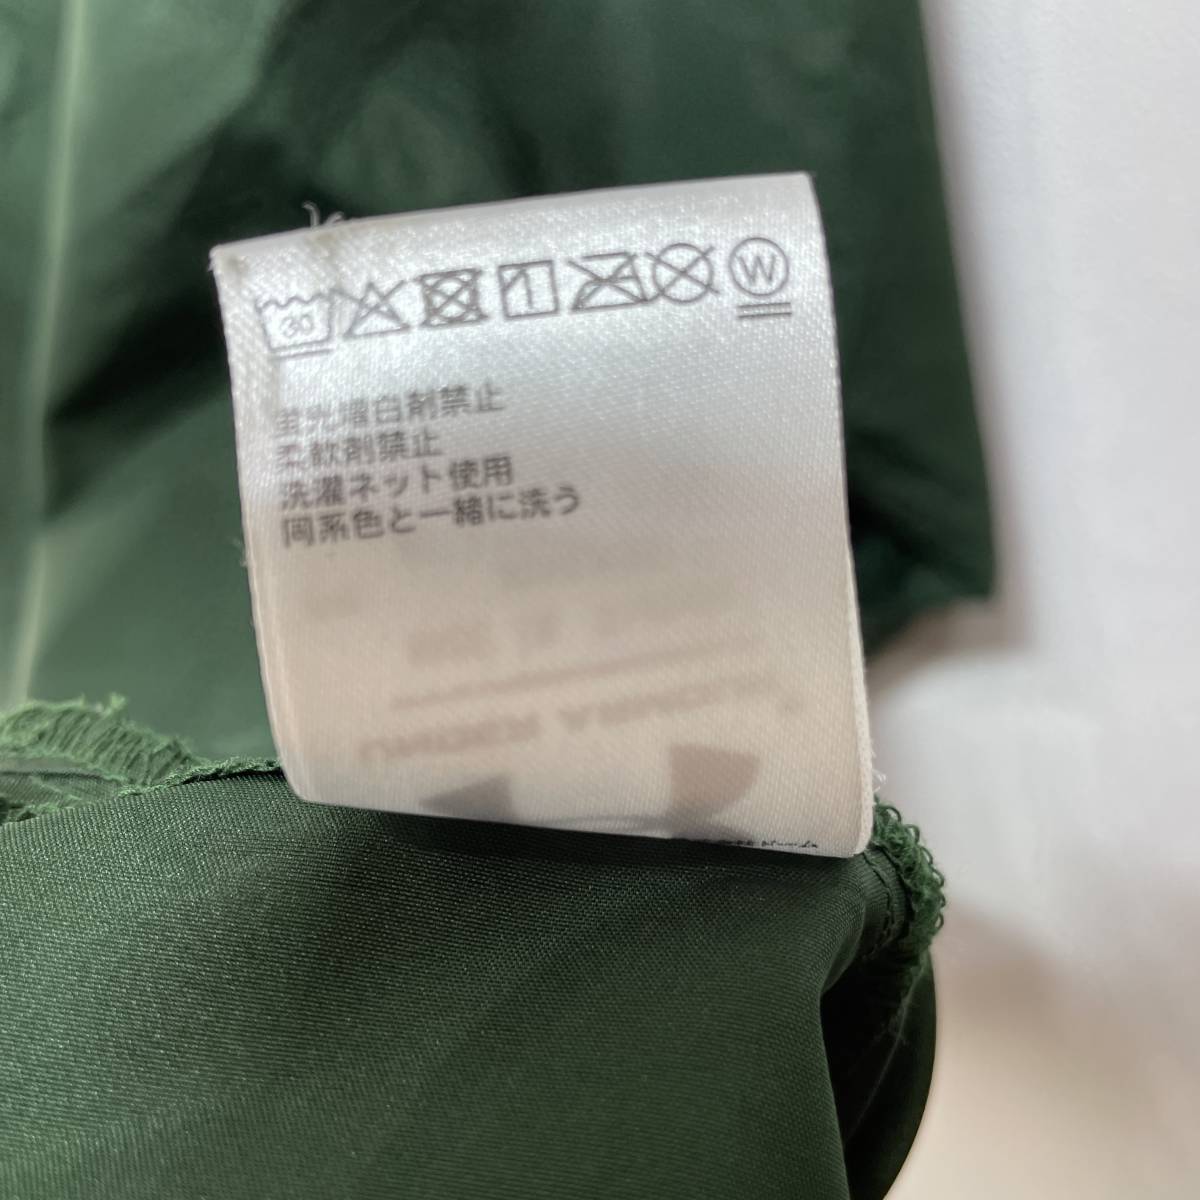 30 1 W
蛍光増白剤禁止
柔軟剤禁止
洗濯ネット使用
同系色と一緒に洗う